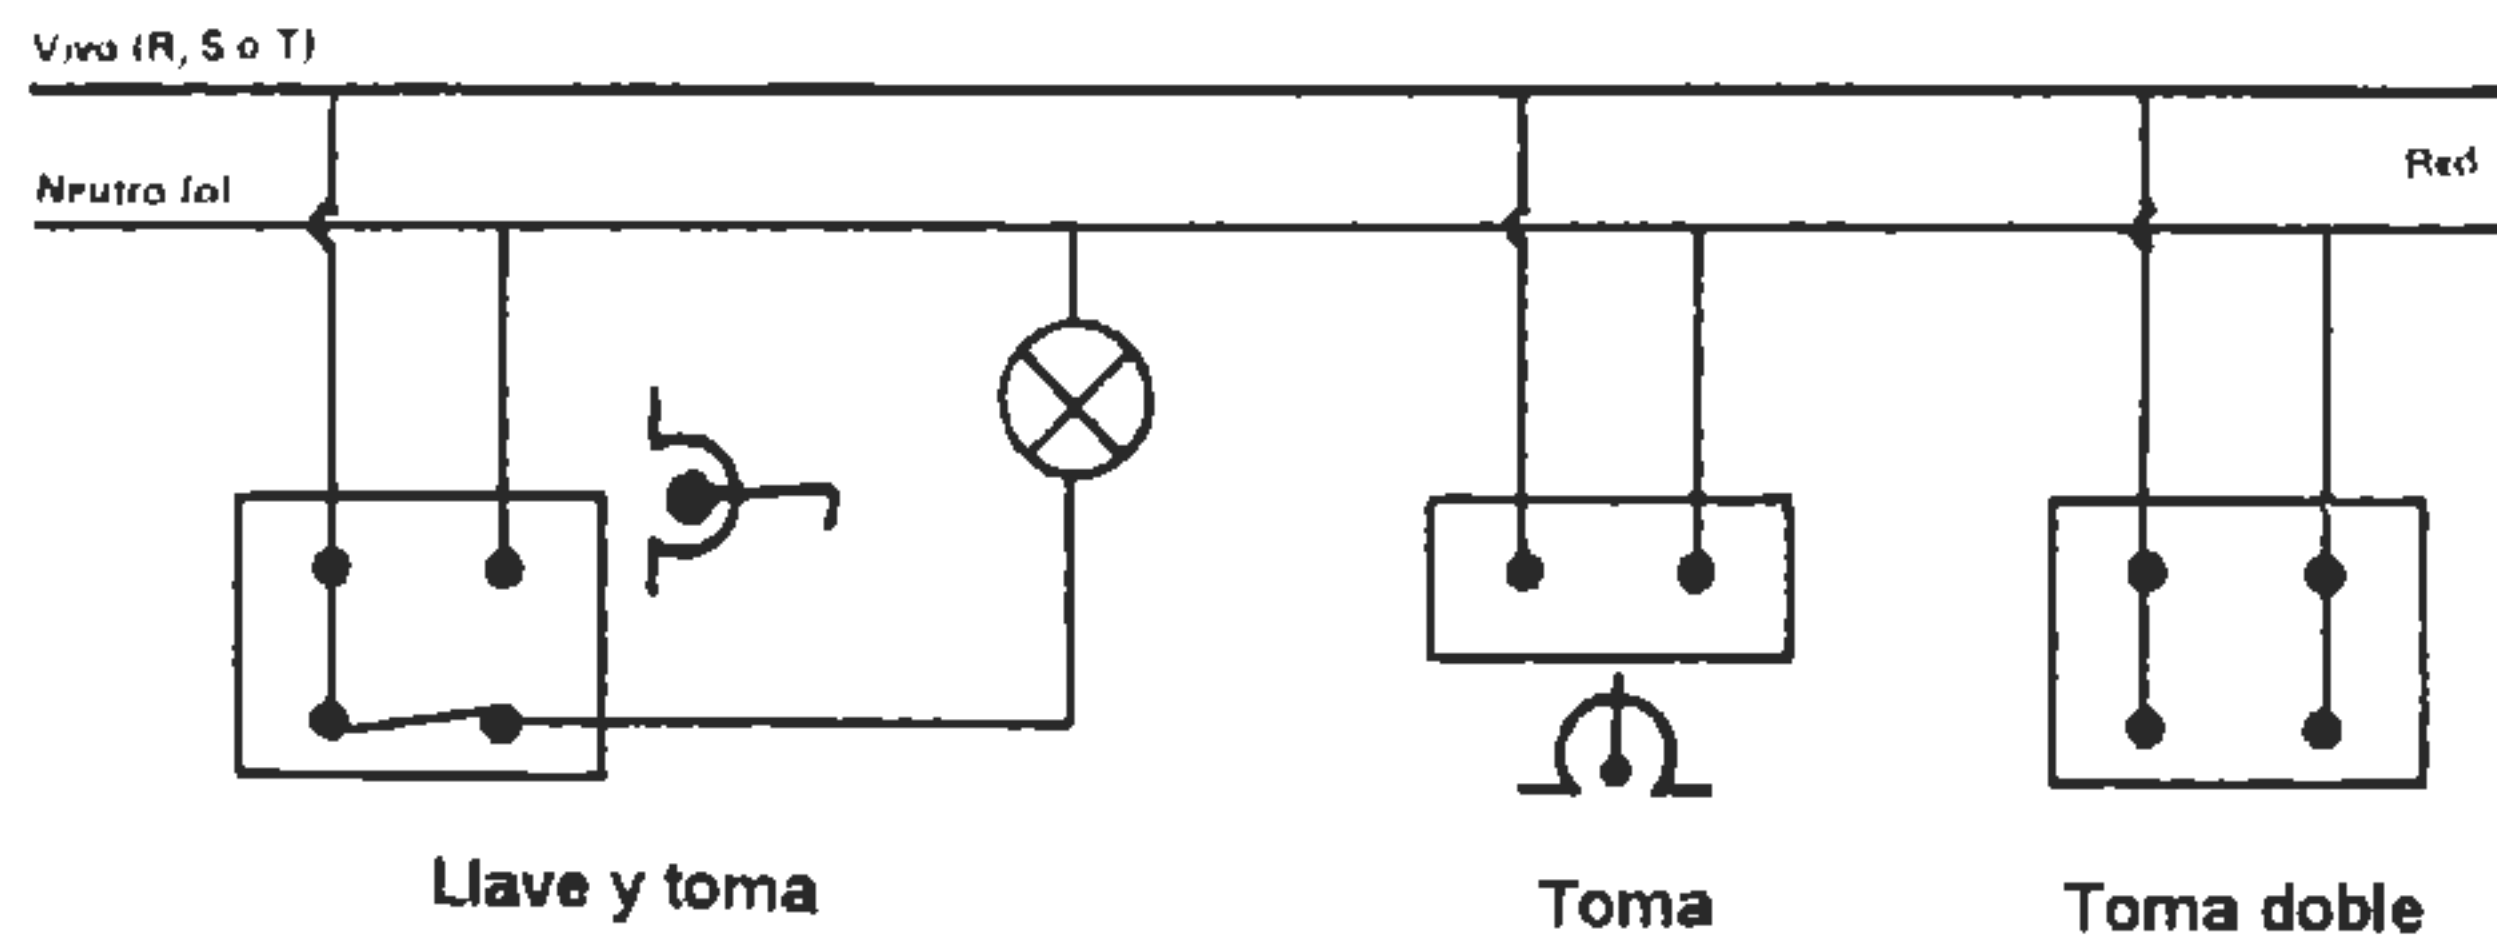 Vivo (R, S o T)
Neutro (o)
Red
Llave y toma
Toma
Toma doble